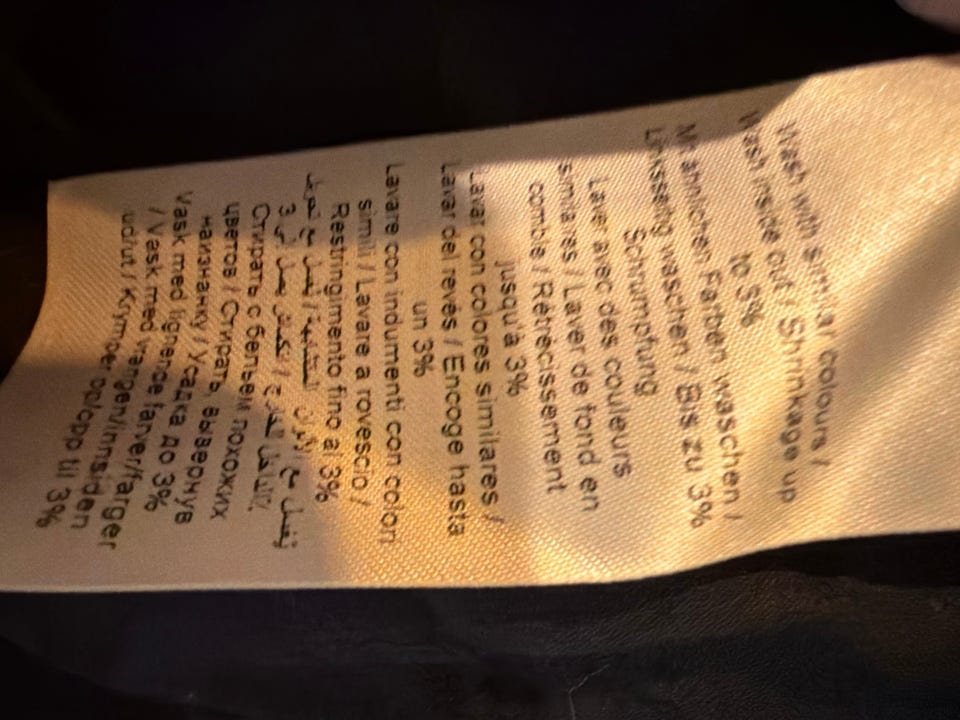 Wash with similar colours /
Wash inside out / Shrinkage up
to 3%
Mit ähnlichen Farben waschen /
Linksseitig waschen / Bis zu 3%
Schrumpfung
Laver avec des couleurs
similaires / Laver de fond en
comble / Rétrécissement
jusqu'à 3%
Lavar con colores similares /
Lavar del revés / Encoge hasta
un 3%
Lavare con indumenti con colori
simili / Lavare a rovescio /
Restringimento fino al 3%
Стирать с бельем похожих
цветов / Стирать, вывернув
наизнанку / Усадка до 3%
Vask med lignende farver/farger
/ Vask med vrangen/innsiden
ud/ut / Krymper op/opp til 3%